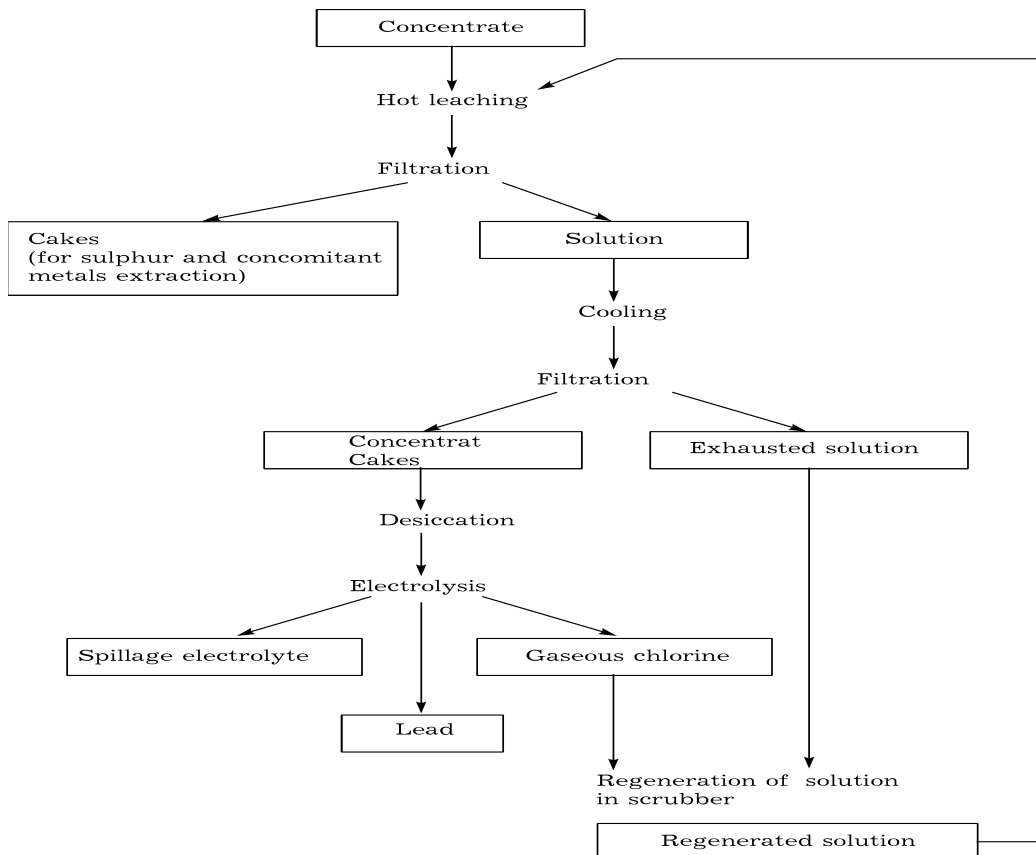 Concentrate
Hot leaching
Filtration
Cakes
(for sulphur and concomitant
metals extraction)
Solution
Cooling
Filtration
Concentrat
Cakes
Exhausted solution
Desiccation
Electrolysis
Spillage electrolyte
Gaseous chlorine
Lead
Regeneration of solution
in scrubber
Regenerated solution